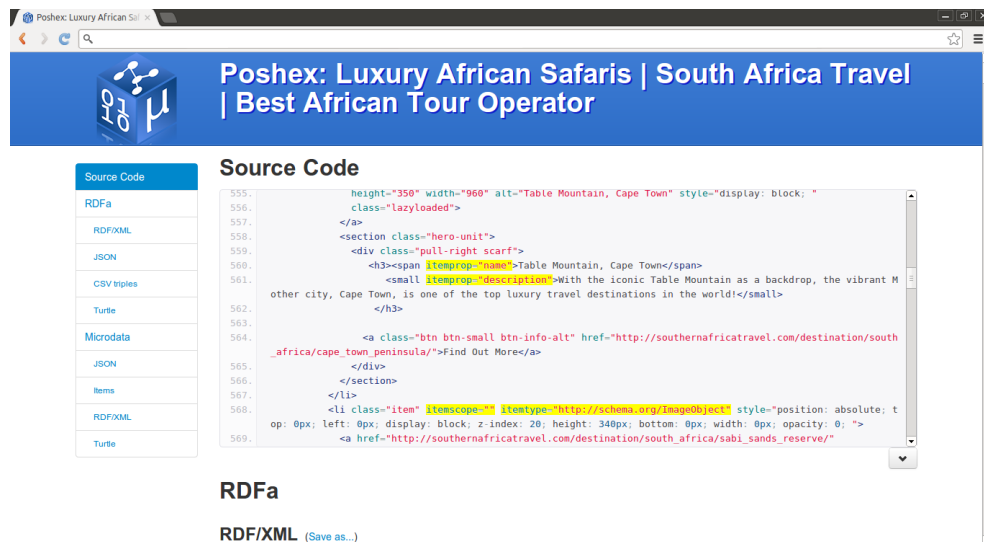 Poshex: Luxury African Saf
Poshex: Luxury African Safaris | South Africa Travel
| Best African Tour Operator
Source Code
RDFa
RDF/XML
JSON
CSV triples
Turtle
Microdata
JSON
Items
RDF/XML
Turtle
Source Code
555. height="350" width="960" alt="Table Mountain, Cape Town" style="display: block; "
556. class="lazyloaded">
557. </a>
558. <section class="hero-unit">
559. <div class="pull-right scarf">
560. <h3><span itemprop="name">Table Mountain, Cape Town</span>
561. <small itemprop="description">With the iconic Table Mountain as a backdrop, the vibrant M
other city, Cape Town, is one of the top luxury travel destinations in the world!</small>
562. </h3>
563.
564. <a class="btn btn-small btn-info-alt" href="http://southernafricatravel.com/destination/south
_africa/cape_town_peninsula/">Find Out More</a>
565. </div>
566. </section>
567. </li>
568. <li class="item" itemscope="" itemtype="http://schema.org/ImageObject" style="position: absolute; t
op: 0px; left: 0px; display: block; z-index: 20; height: 340px; bottom: 0px; width: 0px; opacity: 0; ">
569. <a href="http://southernafricatravel.com/destination/south_africa/sabi_sands_reserve/"
RDFa
RDF/XML (Save as...)